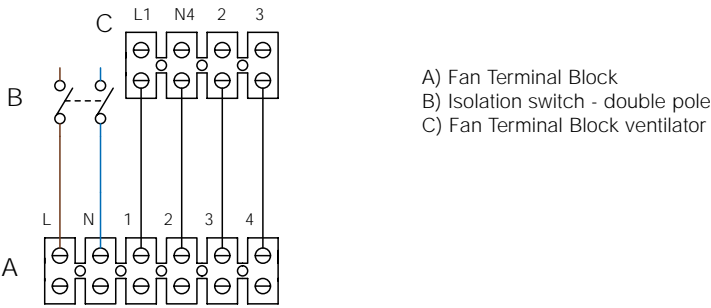 C L1 N4 2 3
B
A) Fan Terminal Block
B) Isolation switch - double pole
C) Fan Terminal Block ventilator
L N 1 2 3 4
A